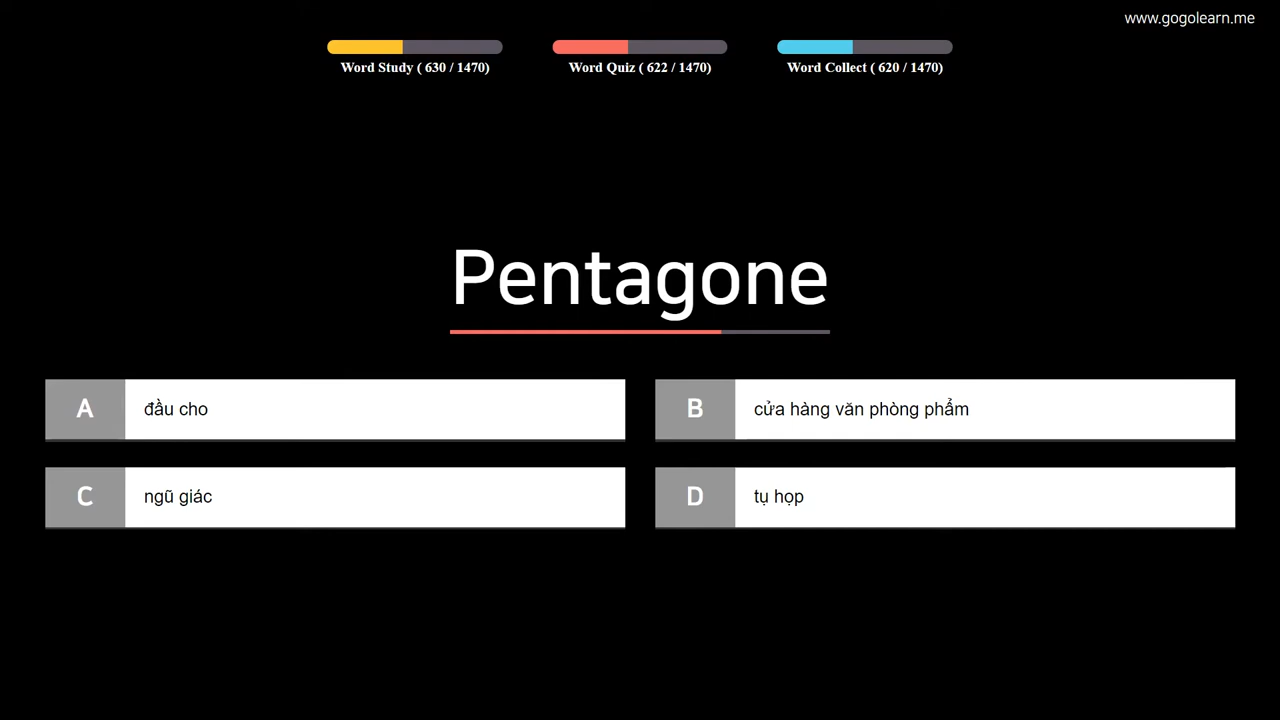 www.gogolearn.me
Word Study ( 630 / 1470)
Word Quiz ( 622 / 1470)
Word Collect ( 620 / 1470)
Pentagone
A đầu cho
B cửa hàng văn phòng phẩm
C ngũ giác
D tụ họp